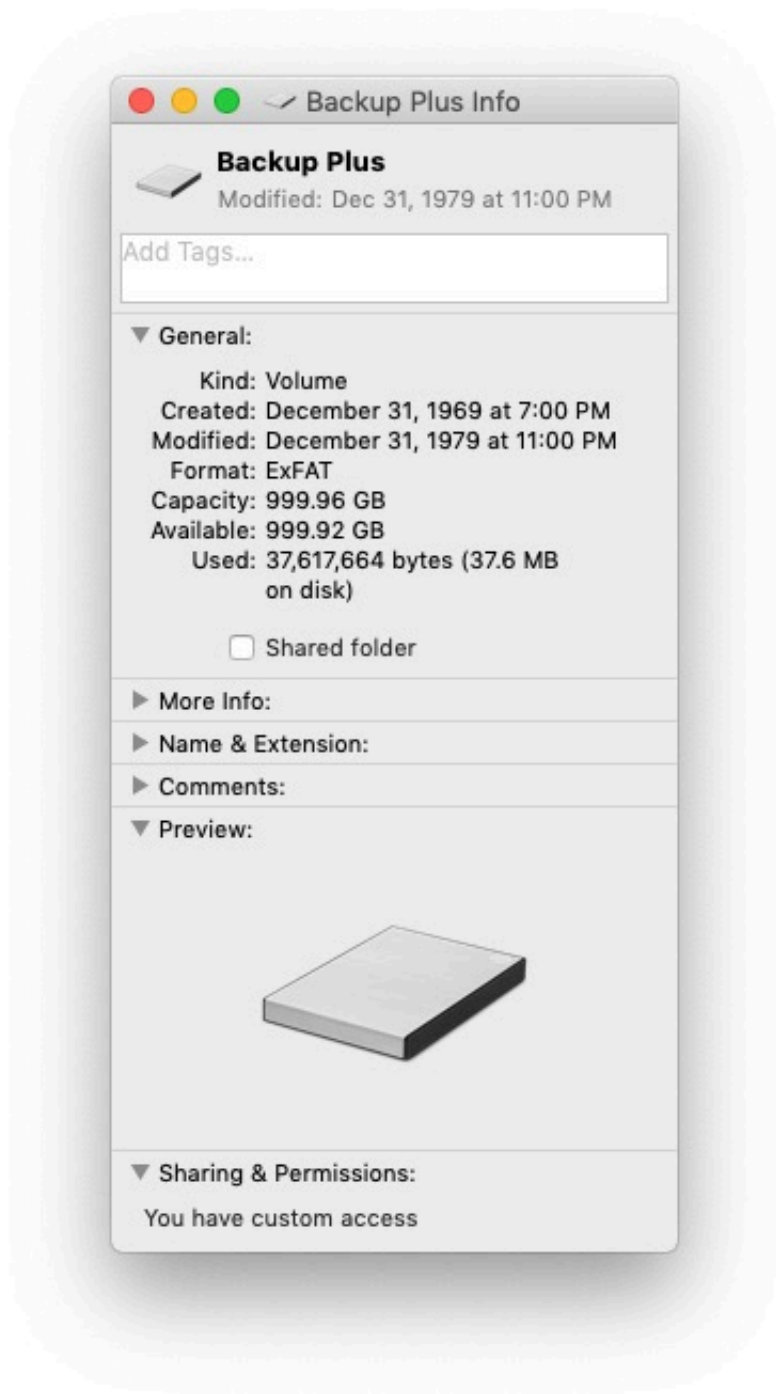 Backup Plus Info
Backup Plus
Modified: Dec 31, 1979 at 11:00 PM
Add Tags...
General:
Kind: Volume
Created: December 31, 1969 at 7:00 PM
Modified: December 31, 1979 at 11:00 PM
Format: ExFAT
Capacity: 999.96 GB
Available: 999.92 GB
Used: 37,617,664 bytes (37.6 MB
on disk)
Shared folder
More Info:
Name & Extension:
Comments:
Preview:
Sharing & Permissions:
You have custom access